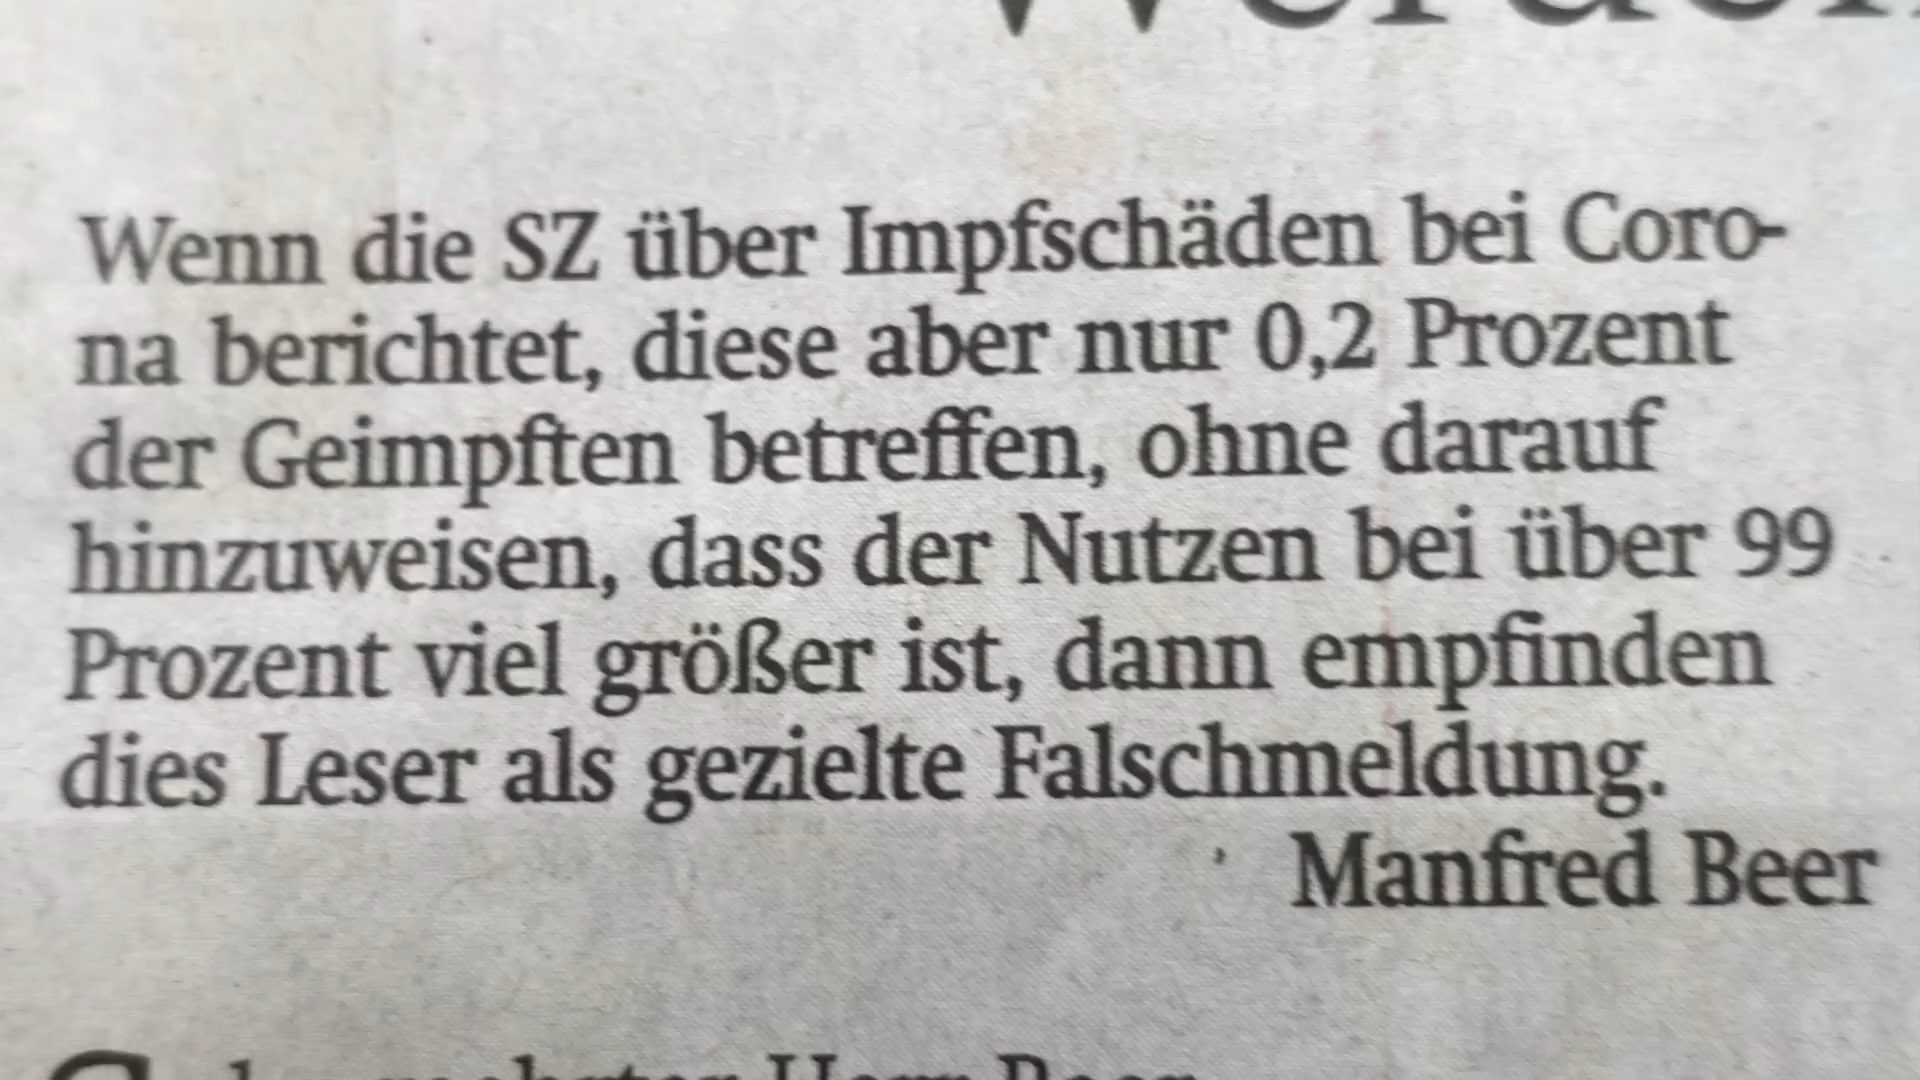 Wenn die SZ über Impfschäden bei Coro-
na berichtet, diese aber nur 0,2 Prozent
der Geimpften betreffen, ohne darauf
hinzuweisen, dass der Nutzen bei über 99
Prozent viel größer ist, dann empfinden
dies Leser als gezielte Falschmeldung.
Manfred Beer